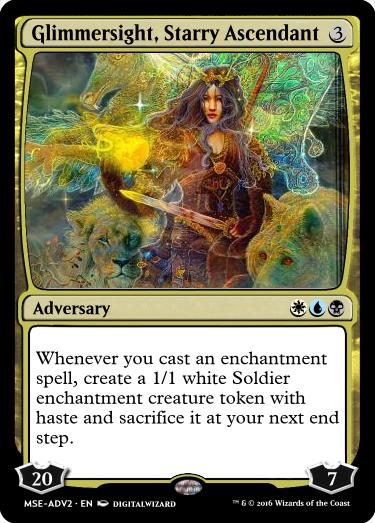 Glimmersight, Starry Ascendant 3
Adversary
Whenever you cast an enchantment
spell, create a 1/1 white Soldier
enchantment creature token with
haste and sacrifice it at your next end
step.
20
7
MSE-ADV2 • EN DIGITALWIZARD
™ & © 2016 Wizards of the Coast